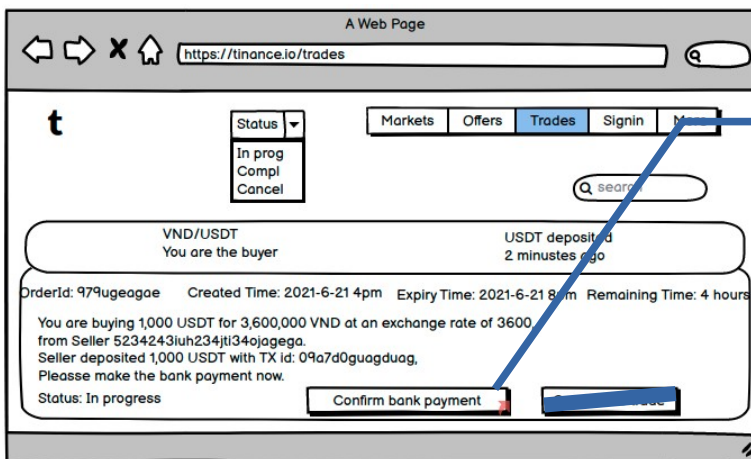 A Web Page
https://tinance.io/trades
t
Status
Markets Offers Trades Signin
In prog
Compl
Cancel
search
VND/USDT USDT deposited
You are the buyer 2 minustes ago
OrderId: 979ugeagae Created Time: 2021-6-21 4pm Expiry Time: 2021-6-21 8pm Remaining Time: 4 hours
You are buying 1,000 USDT for 3,600,000 VND at an exchange rate of 3600,
from Seller 5234243iuh234jti34ojagega.
Seller deposited 1,000 USDT with TX id: 09a7d0guagduag,
Pleasse make the bank payment now.
Status: In progress Confirm bank payment